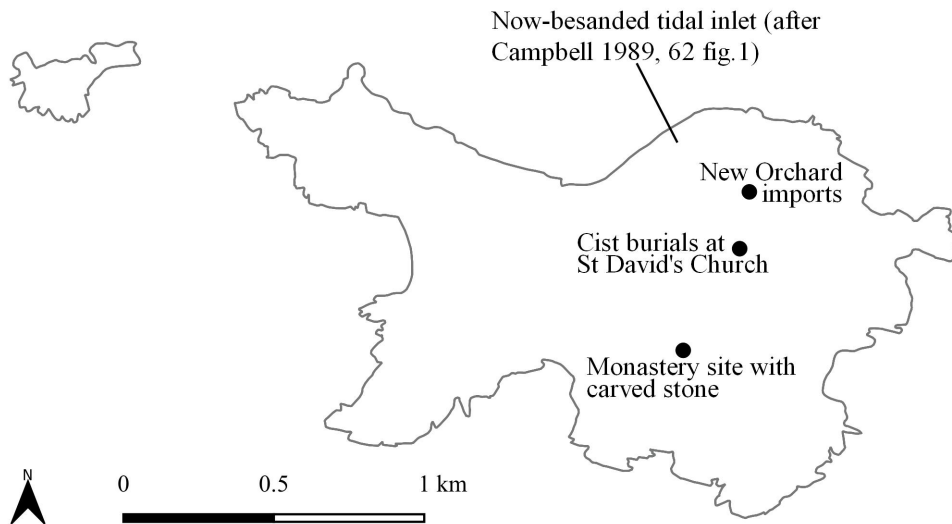 Now-besanded tidal inlet (after
Campbell 1989, 62 fig.1)
New Orchard
imports
Cist burials at
St David's Church
Monastery site with
carved stone
N
0 0.5 1 km